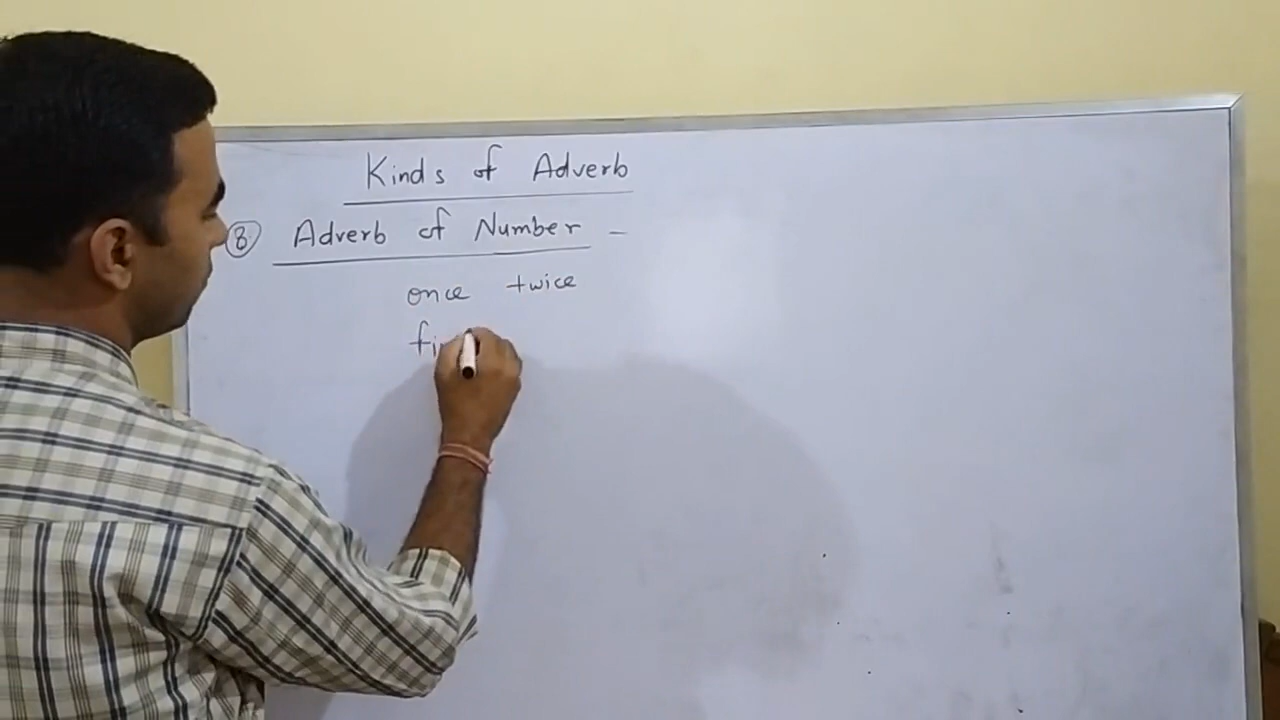 Kinds of Adverb
8 Adverb of Number -
once twice